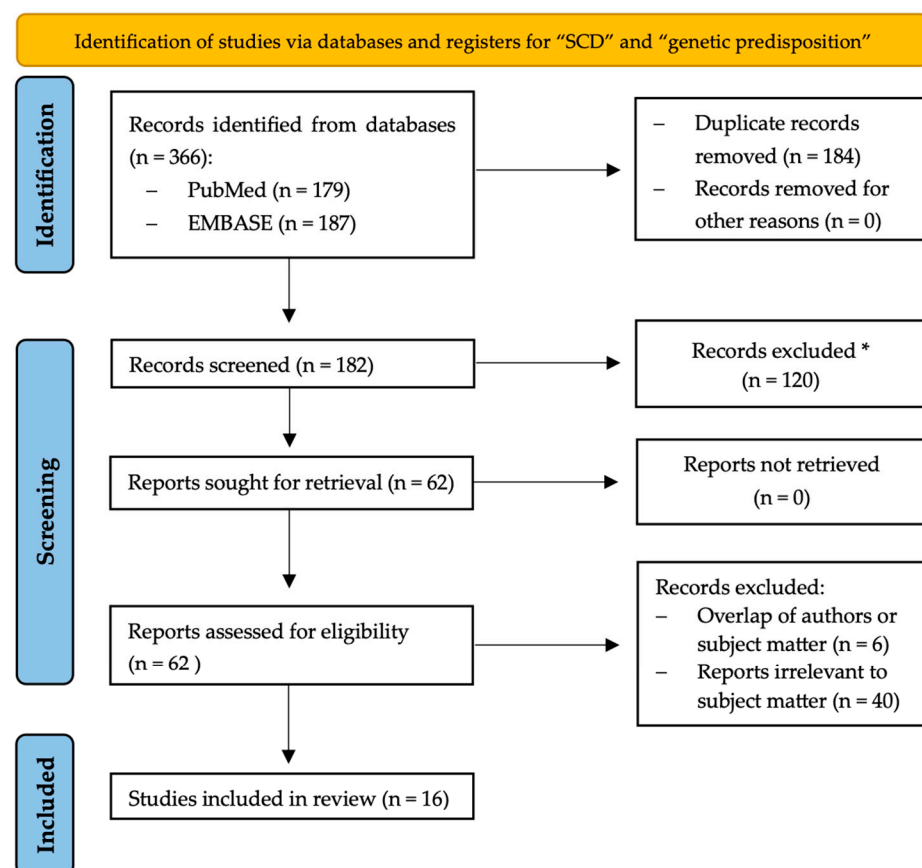 Identification of studies via databases and registers for “SCD” and “genetic predisposition”
Identification
Records identified from databases
(n = 366):
– PubMed (n = 179)
– EMBASE (n = 187)
– Duplicate records
removed (n = 184)
– Records removed for
other reasons (n = 0)
Screening
Records screened (n = 182)
Records excluded *
(n = 120)
Reports sought for retrieval (n = 62)
Reports not retrieved
(n = 0)
Reports assessed for eligibility
(n = 62 )
Records excluded:
– Overlap of authors or
subject matter (n = 6)
– Reports irrelevant to
subject matter (n = 40)
Included
Studies included in review (n = 16)